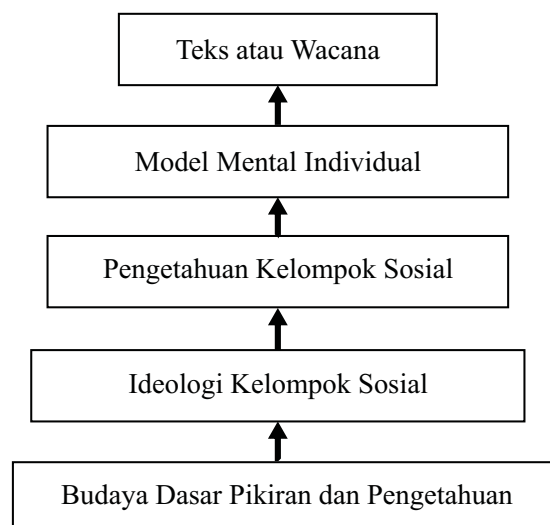 Teks atau Wacana
Model Mental Individual
Pengetahuan Kelompok Sosial
Ideologi Kelompok Sosial
Budaya Dasar Pikiran dan Pengetahuan